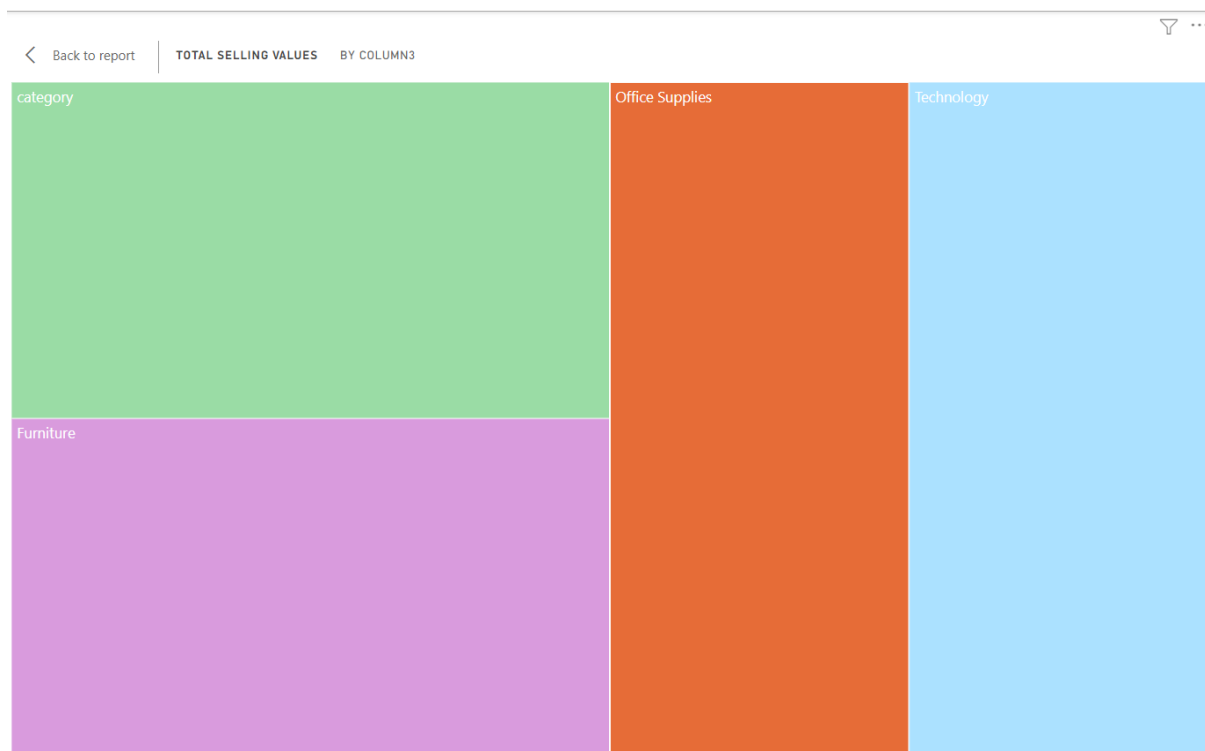 Back to report
TOTAL SELLING VALUES BY COLUMN3
category
Office Supplies
Technology
Furniture